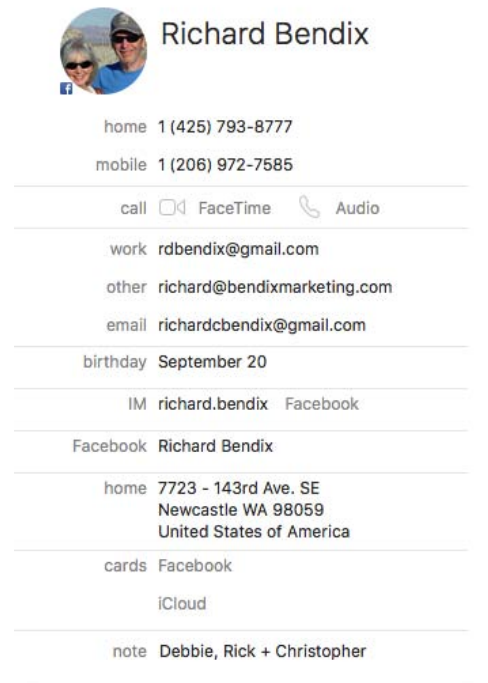 Richard Bendix
home 1 (425) 793-8777
mobile 1 (206) 972-7585
call FaceTime Audio
work rdbendix@gmail.com
other richard@bendixmarketing.com
email richardcbendix@gmail.com
birthday September 20
IM richard.bendix Facebook
Facebook Richard Bendix
home 7723 - 143rd Ave. SE
Newcastle WA 98059
United States of America
cards Facebook
iCloud
note Debbie, Rick + Christopher